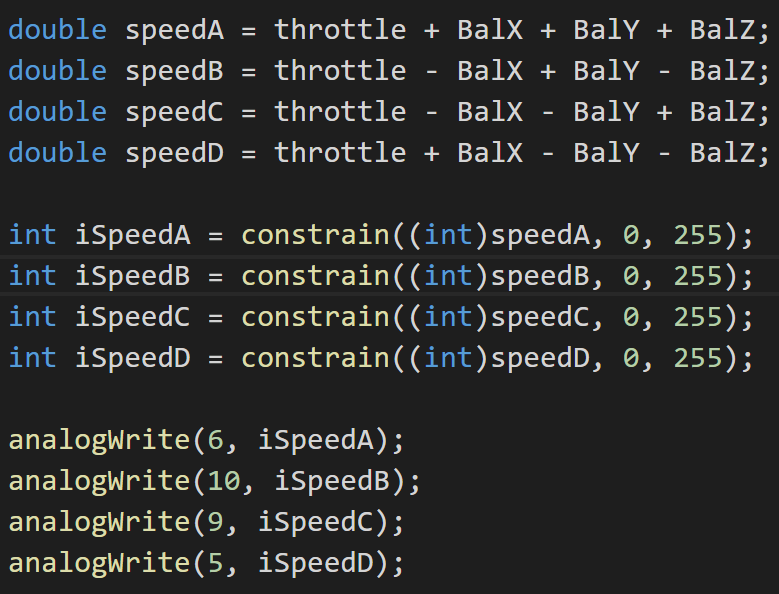 double speedA = throttle + BalX + BalY + BalZ;
double speedB = throttle - BalX + BalY - BalZ;
double speedC = throttle - BalX - BalY + BalZ;
double speedD = throttle + BalX - BalY - BalZ;

int iSpeedA = constrain((int)speedA, 0, 255);
int iSpeedB = constrain((int)speedB, 0, 255);
int iSpeedC = constrain((int)speedC, 0, 255);
int iSpeedD = constrain((int)speedD, 0, 255);

analogWrite(6, iSpeedA);
analogWrite(10, iSpeedB);
analogWrite(9, iSpeedC);
analogWrite(5, iSpeedD);